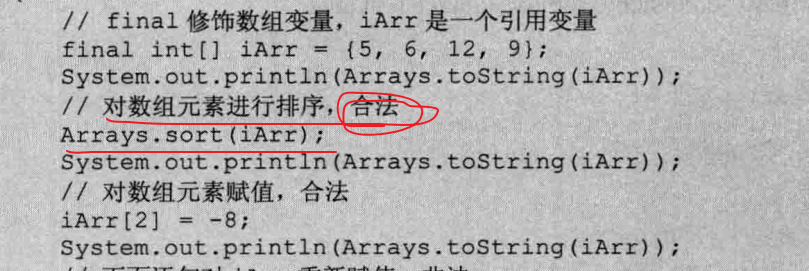 // final 修饰数组变量，iArr 是一个引用变量
final int[] iArr = {5, 6, 12, 9};
System.out.println(Arrays.toString(iArr));
// 对数组元素进行排序，合法
Arrays.sort(iArr);
System.out.println(Arrays.toString(iArr));
// 对数组元素赋值，合法
iArr[2] = -8;
System.out.println(Arrays.toString(iArr));